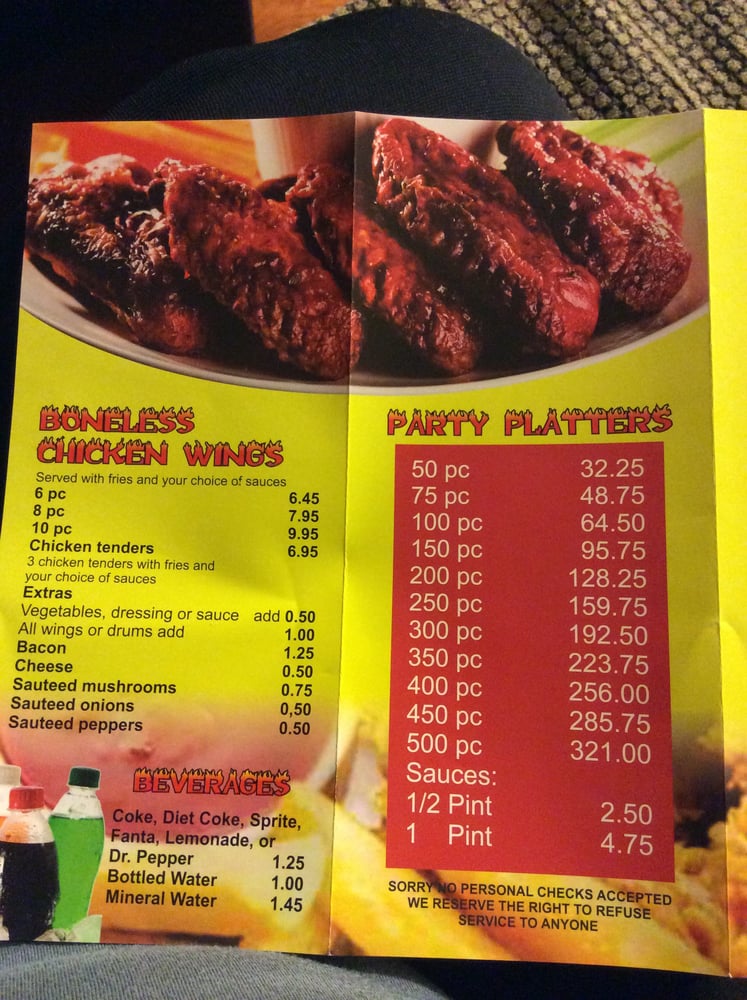 BONELESS
CHICKEN WINGS
Served with fries and your choice of sauces
6 pc 6.45
8 pc 7.95
10 pc 9.95
Chicken tenders 6.95
3 chicken tenders with fries and
your choice of sauces
Extras
Vegetables, dressing or sauce add 0.50
All wings or drums add 1.00
Bacon 1.25
Cheese 0.50
Sauteed mushrooms 0.75
Sauteed onions 0,50
Sauteed peppers 0.50
BEVERAGES
Coke, Diet Coke, Sprite,
Fanta, Lemonade, or
Dr. Pepper 1.25
Bottled Water 1.00
Mineral Water 1.45
PARTY PLATTERS
50 pc 32.25
75 pc 48.75
100 pc 64.50
150 pc 95.75
200 pc 128.25
250 pc 159.75
300 pc 192.50
350 pc 223.75
400 pc 256.00
450 pc 285.75
500 pc 321.00
Sauces:
1/2 Pint 2.50
1 Pint 4.75
SORRY NO PERSONAL CHECKS ACCEPTED
WE RESERVE THE RIGHT TO REFUSE
SERVICE TO ANYONE